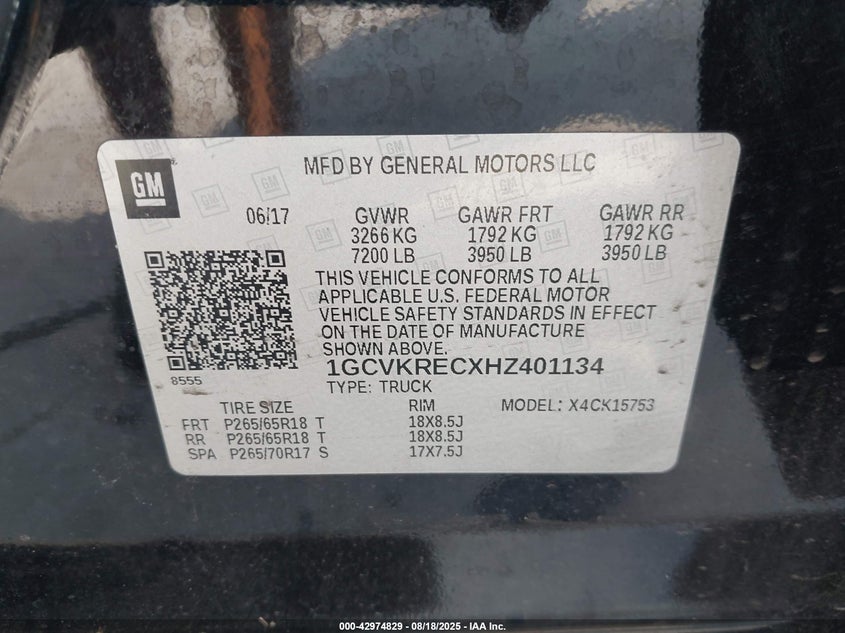 MFD BY GENERAL MOTORS LLC
GM
06/17 GVWR GAWR FRT GAWR RR
3266 KG 1792 KG 1792 KG
7200 LB 3950 LB 3950 LB
THIS VEHICLE CONFORMS TO ALL
APPLICABLE U.S. FEDERAL MOTOR
VEHICLE SAFETY STANDARDS IN EFFECT
ON THE DATE OF MANUFACTURE
SHOWN ABOVE.
1GCVKRECXHZ401134
8555
TYPE: TRUCK
TIRE SIZE RIM MODEL: X4CK15753
FRT P265/65R18 T 18X8.5J
RR P265/65R18 T 18X8.5J
SPA P265/70R17 S 17X7.5J
000-42974829 - 08/18/2025 - IAA Inc.